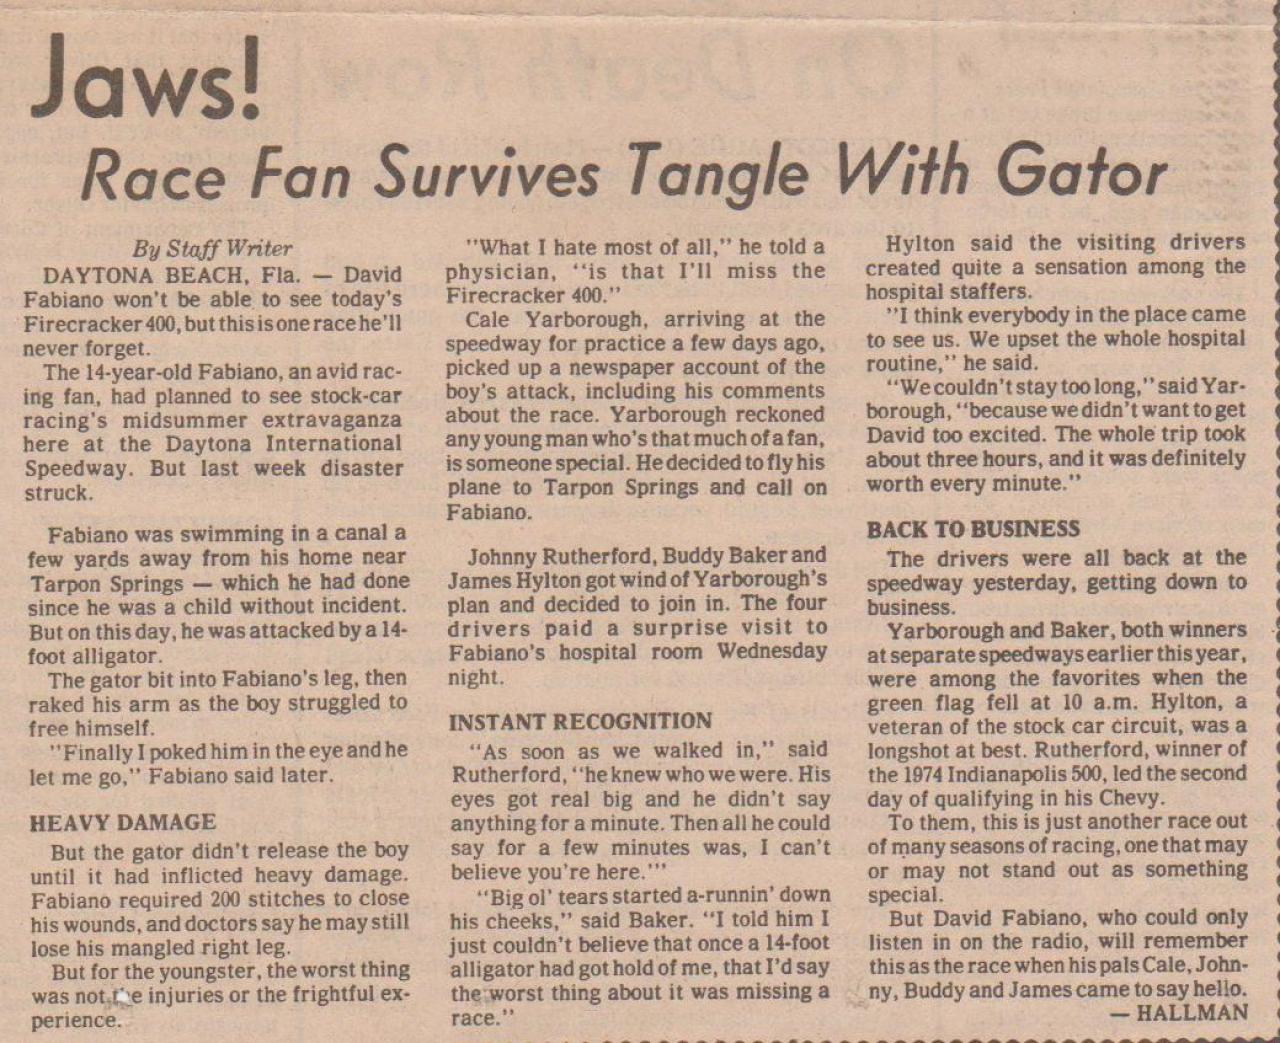 Jaws!
Race Fan Survives Tangle With Gator
By Staff Writer
DAYTONA BEACH, Fla. — David
Fabiano won't be able to see today's
Firecracker 400, but this is one race he'll
never forget.
The 14-year-old Fabiano, an avid rac-
ing fan, had planned to see stock-car
racing's midsummer extravaganza
here at the Daytona International
Speedway. But last week disaster
struck.
Fabiano was swimming in a canal a
few yards away from his home near
Tarpon Springs — which he had done
since he was a child without incident.
But on this day, he was attacked by a 14-
foot alligator.
The gator bit into Fabiano's leg, then
raked his arm as the boy struggled to
free himself.
"Finally I poked him in the eye and he
let me go," Fabiano said later.
HEAVY DAMAGE
But the gator didn't release the boy
until it had inflicted heavy damage.
Fabiano required 200 stitches to close
his wounds, and doctors say he may still
lose his mangled right leg.
But for the youngster, the worst thing
was not the injuries or the frightful ex-
perience.
"What I hate most of all," he told a
physician, "is that I'll miss the
Firecracker 400."
Cale Yarborough, arriving at the
speedway for practice a few days ago,
picked up a newspaper account of the
boy's attack, including his comments
about the race. Yarborough reckoned
any young man who's that much of a fan,
is someone special. He decided to fly his
plane to Tarpon Springs and call on
Fabiano.
Johnny Rutherford, Buddy Baker and
James Hylton got wind of Yarborough's
plan and decided to join in. The four
drivers paid a surprise visit to
Fabiano's hospital room Wednesday
night.
INSTANT RECOGNITION
"As soon as we walked in," said
Rutherford, "he knew who we were. His
eyes got real big and he didn't say
anything for a minute. Then all he could
say for a few minutes was, I can't
believe you're here.'"
"Big ol' tears started a-runnin' down
his cheeks," said Baker. "I told him I
just couldn't believe that once a 14-foot
alligator had got hold of me, that I'd say
the worst thing about it was missing a
race."
Hylton said the visiting drivers
created quite a sensation among the
hospital staffers.
"I think everybody in the place came
to see us. We upset the whole hospital
routine," he said.
"We couldn't stay too long," said Yar-
borough, "because we didn't want to get
David too excited. The whole trip took
about three hours, and it was definitely
worth every minute."
BACK TO BUSINESS
The drivers were all back at the
speedway yesterday, getting down to
business.
Yarborough and Baker, both winners
at separate speedways earlier this year,
were among the favorites when the
green flag fell at 10 a.m. Hylton, a
veteran of the stock car circuit, was a
longshot at best. Rutherford, winner of
the 1974 Indianapolis 500, led the second
day of qualifying in his Chevy.
To them, this is just another race out
of many seasons of racing, one that may
or may not stand out as something
special.
But David Fabiano, who could only
listen in on the radio, will remember
this as the race when his pals Cale, John-
ny, Buddy and James came to say hello.
— HALLMAN